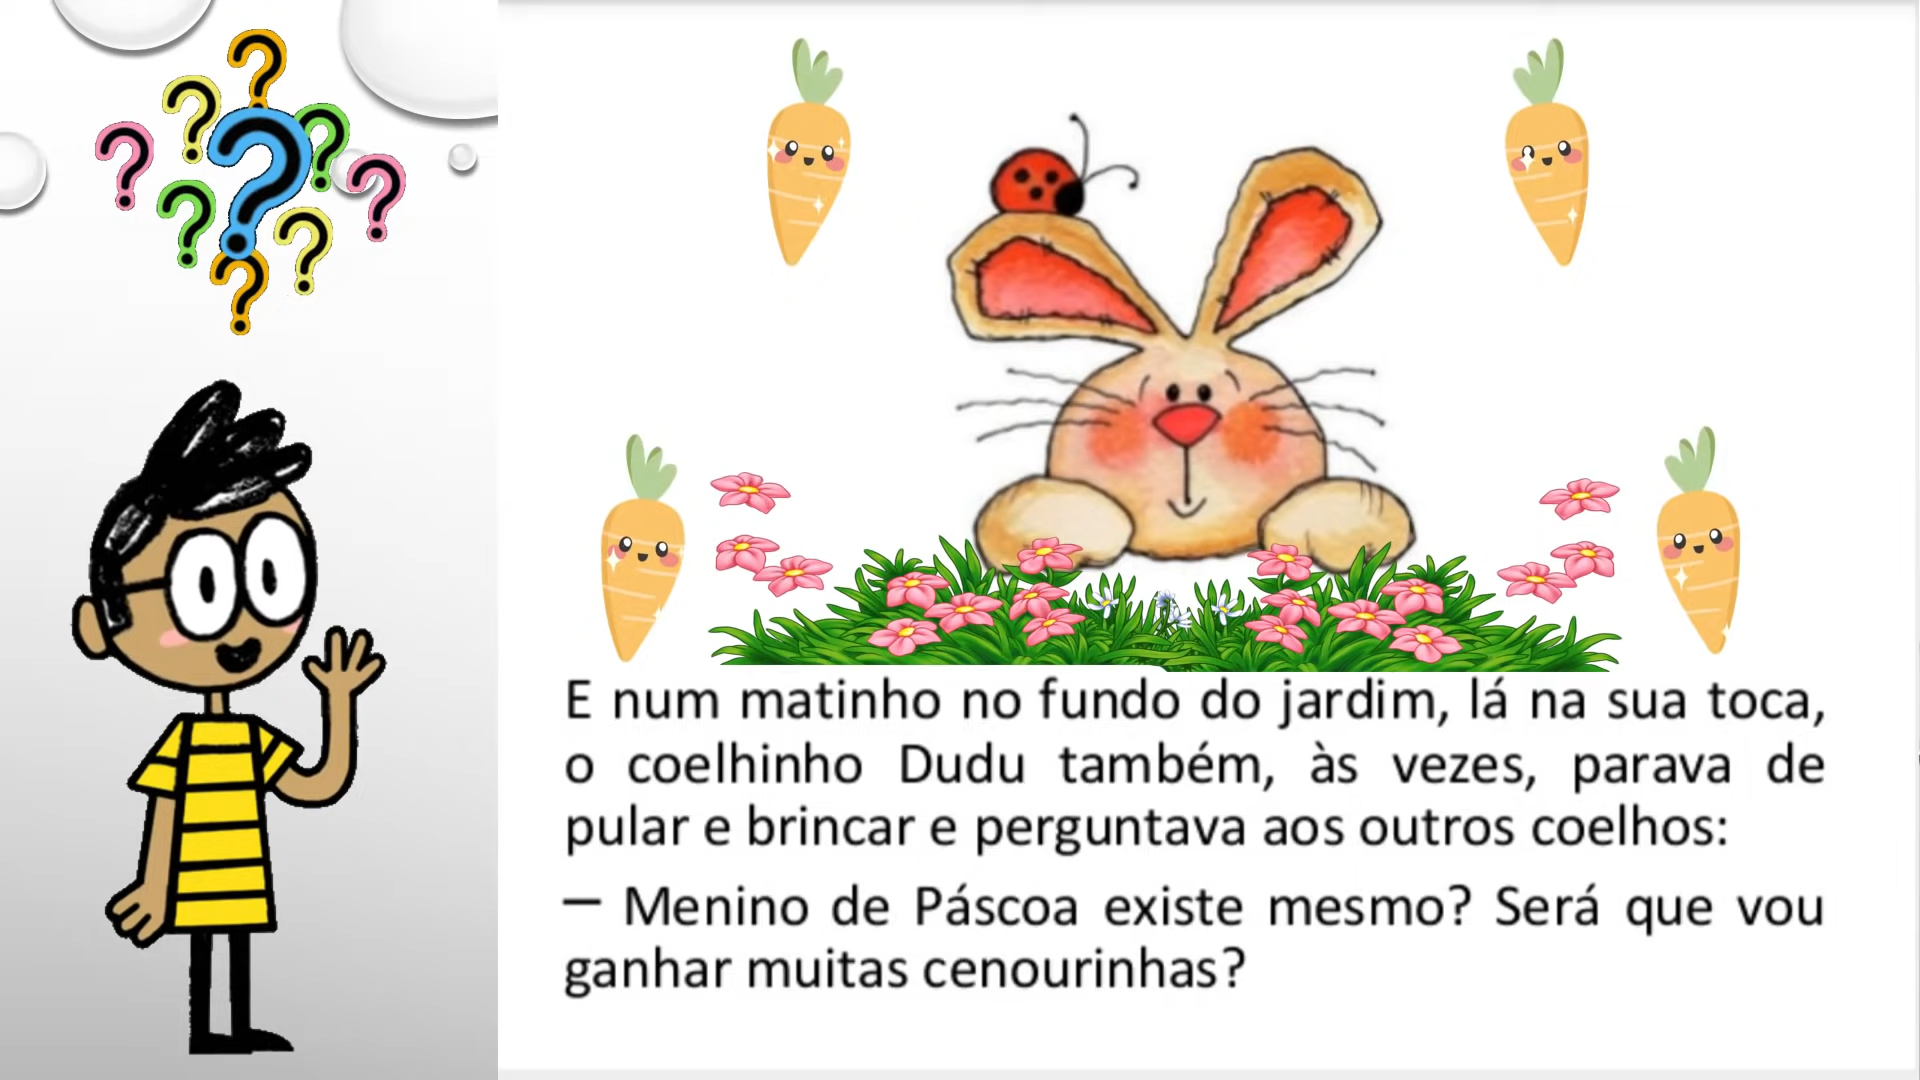 E num matinho no fundo do jardim, lá na sua toca,
o coelhinho Dudu também, às vezes, parava de
pular e brincar e perguntava aos outros coelhos:
— Menino de Páscoa existe mesmo? Será que vou
ganhar muitas cenourinhas?